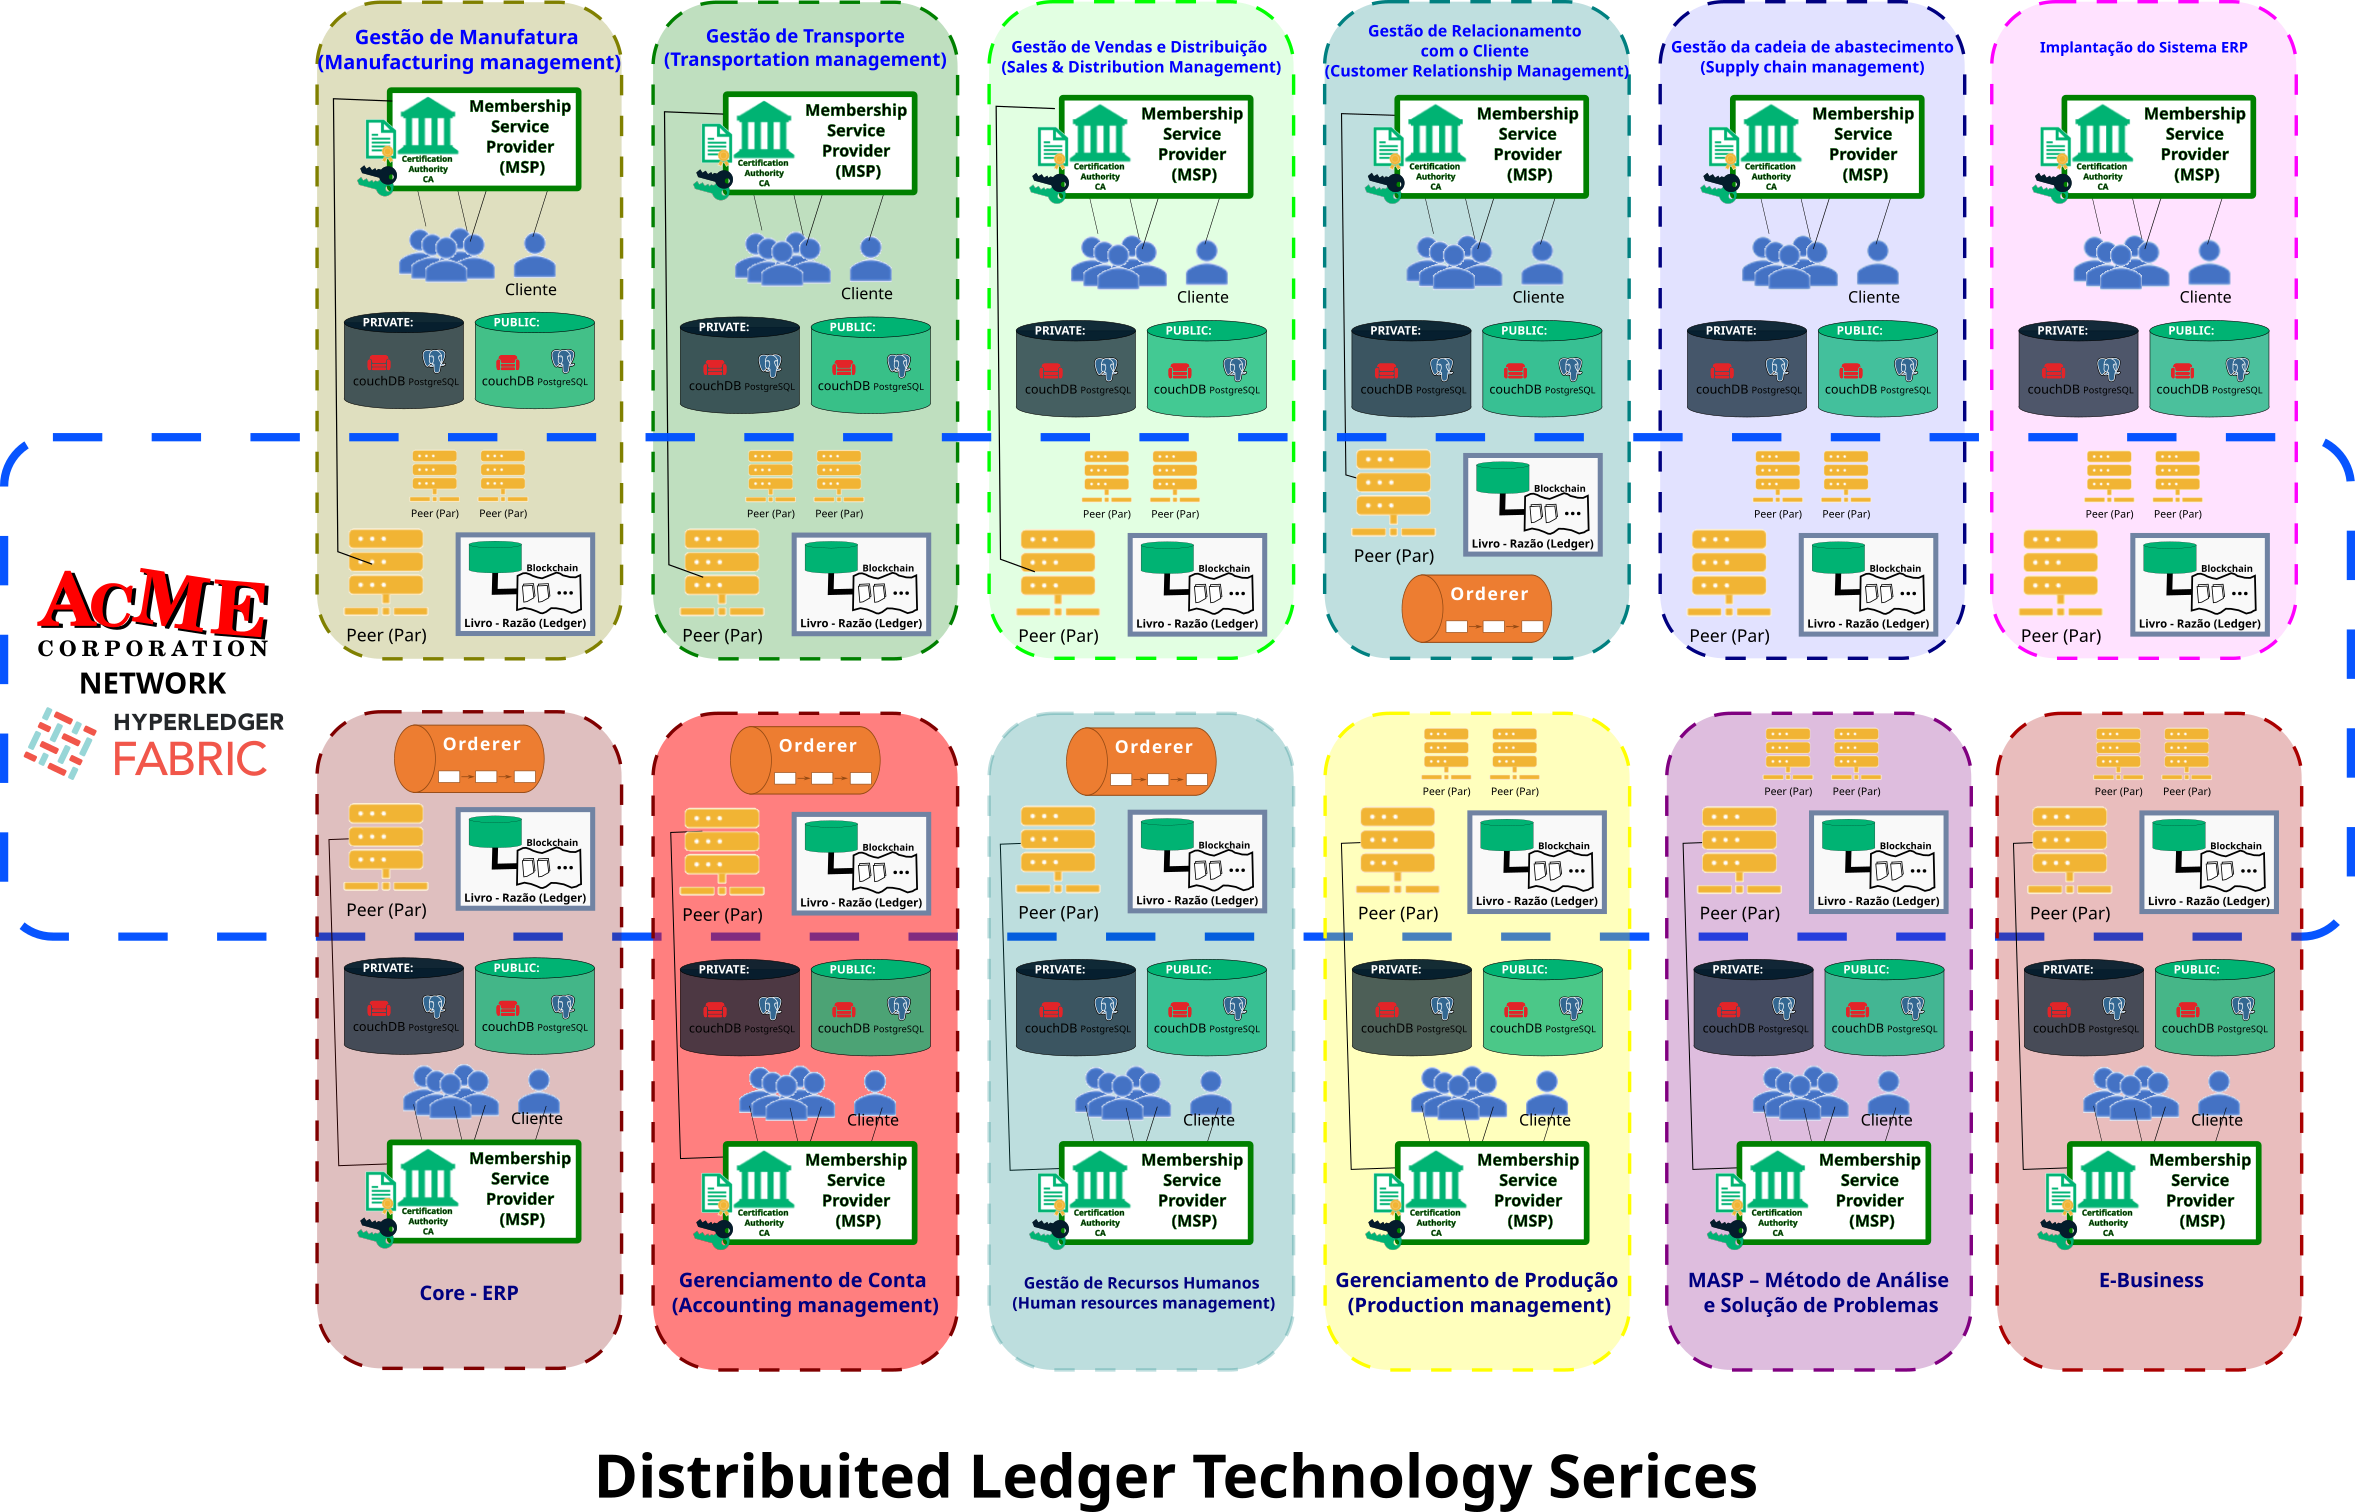 Gestão de Manufatura
(Manufacturing management)
Membership
Service
Provider
(MSP)
Certification
Authority
CA
Cliente
PRIVATE:
couchDB PostgreSQL
PUBLIC:
couchDB PostgreSQL
Peer (Par)
Peer (Par)
Peer (Par)
Blockchain
Livro - Razão (Ledger)
Gestão de Transporte
(Transportation management)
Membership
Service
Provider
(MSP)
Certification
Authority
CA
Cliente
PRIVATE:
couchDB PostgreSQL
PUBLIC:
couchDB PostgreSQL
Peer (Par)
Peer (Par)
Peer (Par)
Blockchain
Livro - Razão (Ledger)
Gestão de Vendas e Distribuição
(Sales & Distribution Management)
Membership
Service
Provider
(MSP)
Certification
Authority
CA
Cliente
PRIVATE:
couchDB PostgreSQL
PUBLIC:
couchDB PostgreSQL
Peer (Par)
Peer (Par)
Peer (Par)
Blockchain
Livro - Razão (Ledger)
Gestão de Relacionamento
com o Cliente
(Customer Relationship Management)
Membership
Service
Provider
(MSP)
Certification
Authority
CA
Cliente
PRIVATE:
couchDB PostgreSQL
PUBLIC:
couchDB PostgreSQL
Peer (Par)
Blockchain
Livro - Razão (Ledger)
Orderer
Gestão da cadeia de abastecimento
(Supply chain management)
Membership
Service
Provider
(MSP)
Certification
Authority
CA
Cliente
PRIVATE:
couchDB PostgreSQL
PUBLIC:
couchDB PostgreSQL
Peer (Par)
Peer (Par)
Peer (Par)
Blockchain
Livro - Razão (Ledger)
Implantação do Sistema ERP
Membership
Service
Provider
(MSP)
Certification
Authority
CA
Cliente
PRIVATE:
couchDB PostgreSQL
PUBLIC:
couchDB PostgreSQL
Peer (Par)
Peer (Par)
Peer (Par)
Blockchain
Livro - Razão (Ledger)
ACME
CORPORATION
NETWORK
HYPERLEDGER
FABRIC
Orderer
Peer (Par)
Blockchain
Livro - Razão (Ledger)
PRIVATE:
couchDB PostgreSQL
PUBLIC:
couchDB PostgreSQL
Cliente
Membership
Service
Provider
(MSP)
Certification
Authority
CA
Core - ERP
Orderer
Peer (Par)
Blockchain
Livro - Razão (Ledger)
PRIVATE:
couchDB PostgreSQL
PUBLIC:
couchDB PostgreSQL
Cliente
Membership
Service
Provider
(MSP)
Certification
Authority
CA
Gerenciamento de Conta
(Accounting management)
Orderer
Peer (Par)
Blockchain
Livro - Razão (Ledger)
PRIVATE:
couchDB PostgreSQL
PUBLIC:
couchDB PostgreSQL
Cliente
Membership
Service
Provider
(MSP)
Certification
Authority
CA
Gestão de Recursos Humanos
(Human resources management)
Peer (Par)
Peer (Par)
Peer (Par)
Blockchain
Livro - Razão (Ledger)
PRIVATE:
couchDB PostgreSQL
PUBLIC:
couchDB PostgreSQL
Cliente
Membership
Service
Provider
(MSP)
Certification
Authority
CA
Gerenciamento de Produção
(Production management)
Peer (Par)
Peer (Par)
Peer (Par)
Blockchain
Livro - Razão (Ledger)
PRIVATE:
couchDB PostgreSQL
PUBLIC:
couchDB PostgreSQL
Cliente
Membership
Service
Provider
(MSP)
Certification
Authority
CA
MASP – Método de Análise
e Solução de Problemas
Peer (Par)
Peer (Par)
Peer (Par)
Blockchain
Livro - Razão (Ledger)
PRIVATE:
couchDB PostgreSQL
PUBLIC:
couchDB PostgreSQL
Cliente
Membership
Service
Provider
(MSP)
Certification
Authority
CA
E-Business
Distribuited Ledger Technology Serices